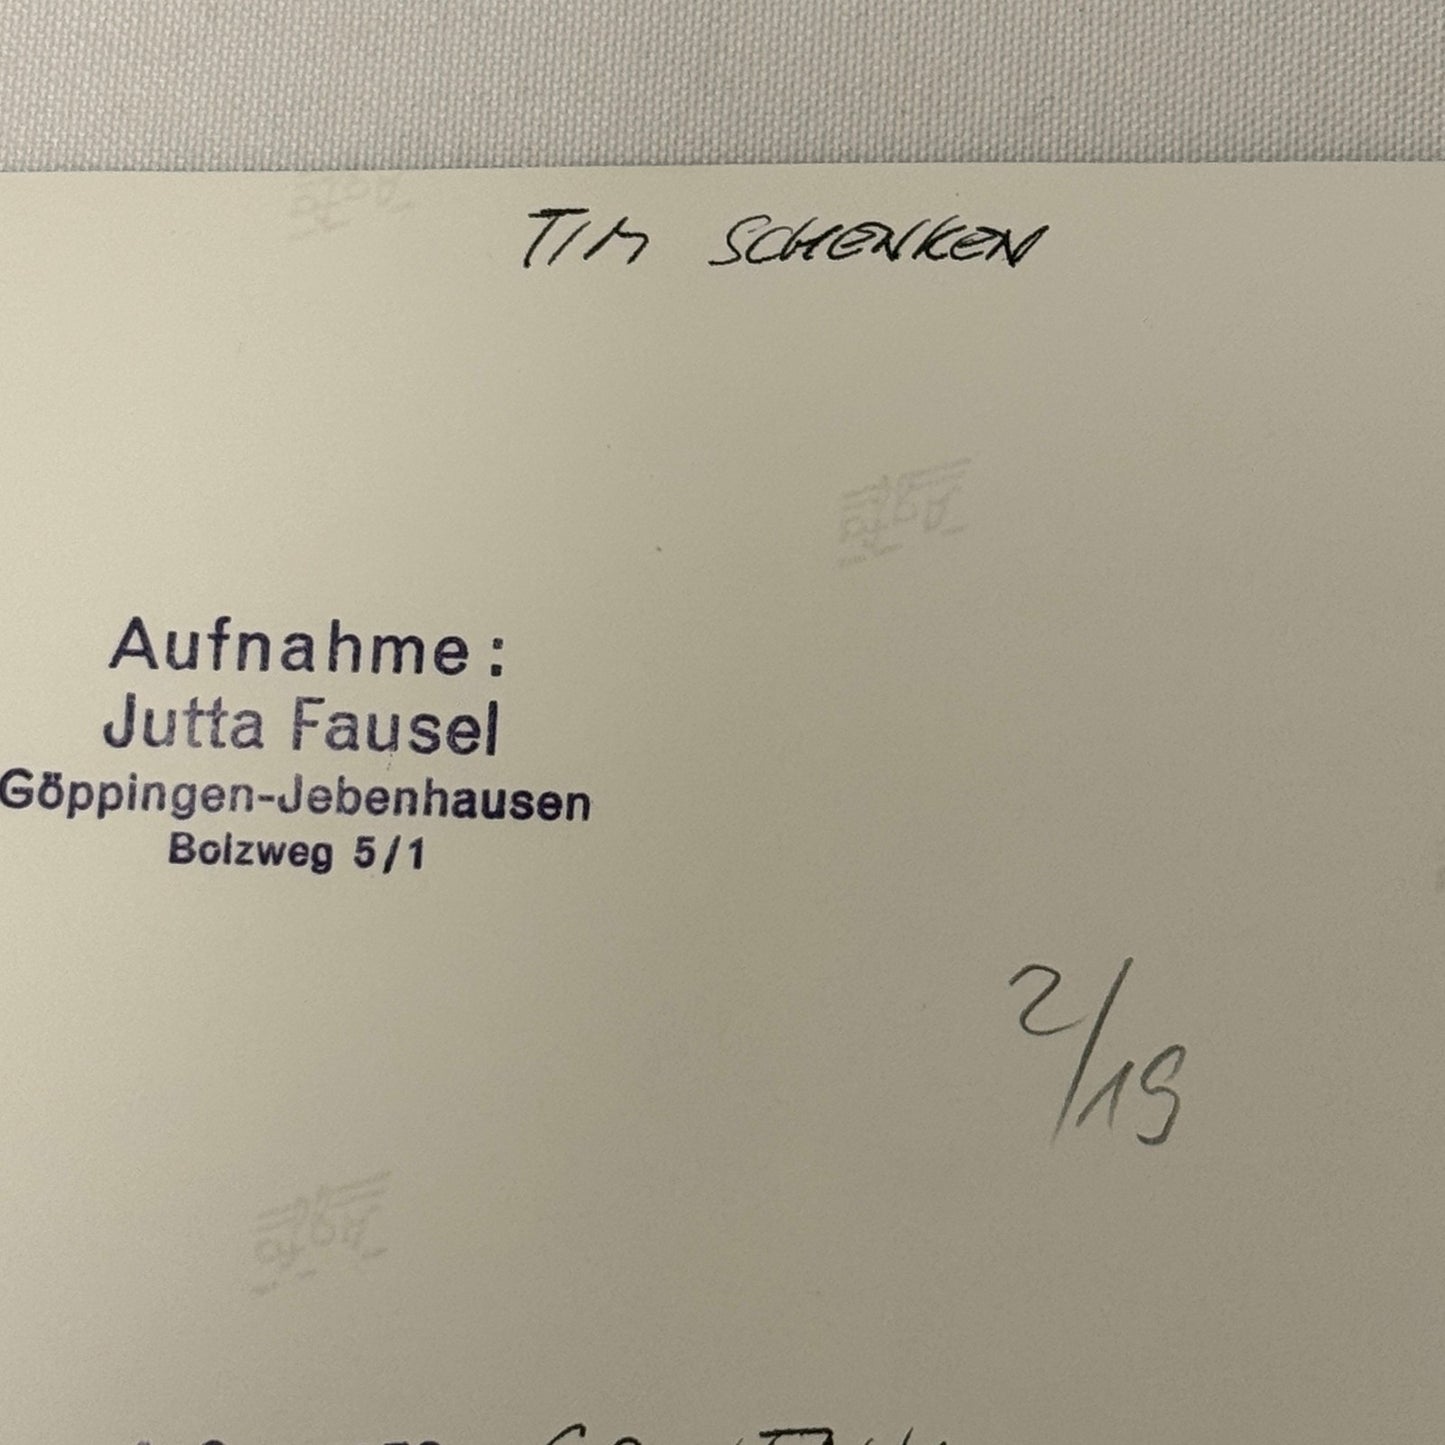 TIM SCHENKEN
Aufnahme :
Jutta Fausel
Göppingen-Jebenhausen
Bolzweg 5/1
2/19